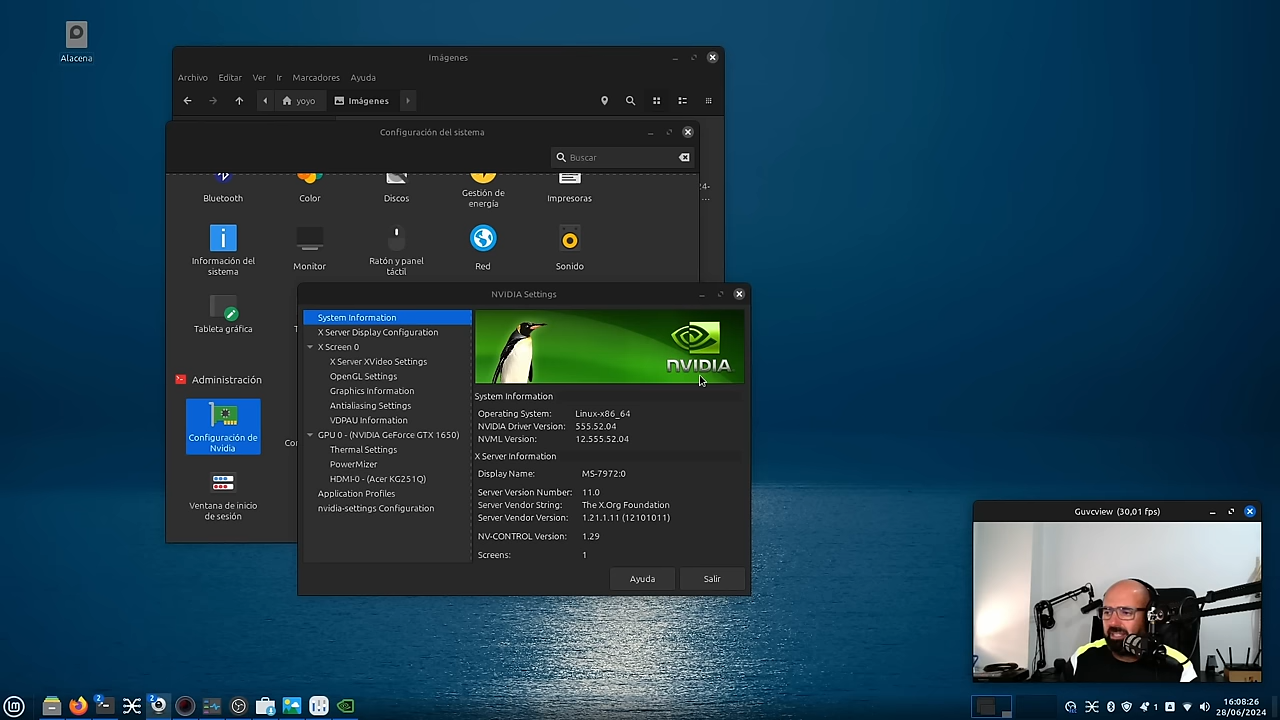 Alacena
Imágenes
Archivo Editar Ver Ir Marcadores Ayuda
yoyo Imágenes
Configuración del sistema
Buscar
24-
...
Bluetooth Color Discos Gestión de energía Impresoras
Información del sistema Monitor Ratón y panel táctil Red Sonido
Tableta gráfica T
Administración
Configuración de Nvidia Co
Ventana de inicio de sesión
NVIDIA Settings
System Information
X Server Display Configuration
X Screen 0
X Server XVideo Settings
OpenGL Settings
Graphics Information
Antialiasing Settings
VDPAU Information
GPU 0 - (NVIDIA GeForce GTX 1650)
Thermal Settings
PowerMizer
HDMI-0 - (Acer KG251Q)
Application Profiles
nvidia-settings Configuration
NVIDIA
System Information
Operating System: Linux-x86_64
NVIDIA Driver Version: 555.52.04
NVML Version: 12.555.52.04
X Server Information
Display Name: MS-7972:0
Server Version Number: 11.0
Server Vendor String: The X.Org Foundation
Server Vendor Version: 1.21.1.11 (12101011)
NV-CONTROL Version: 1.29
Screens: 1
Ayuda Salir
Guvcview (30,01 fps)
2 2 1
16:08:26
28/06/2024